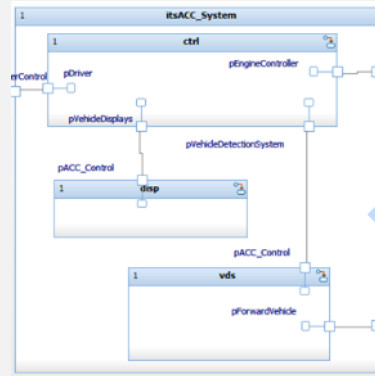 1 itsACC_System
1 ctrl
pEngineController
pDriver
erControl
pVehicleDisplays
pVehicleDetectionSystem
pACC_Control
1 disp
pACC_Control
1 vds
pForwardVehicle